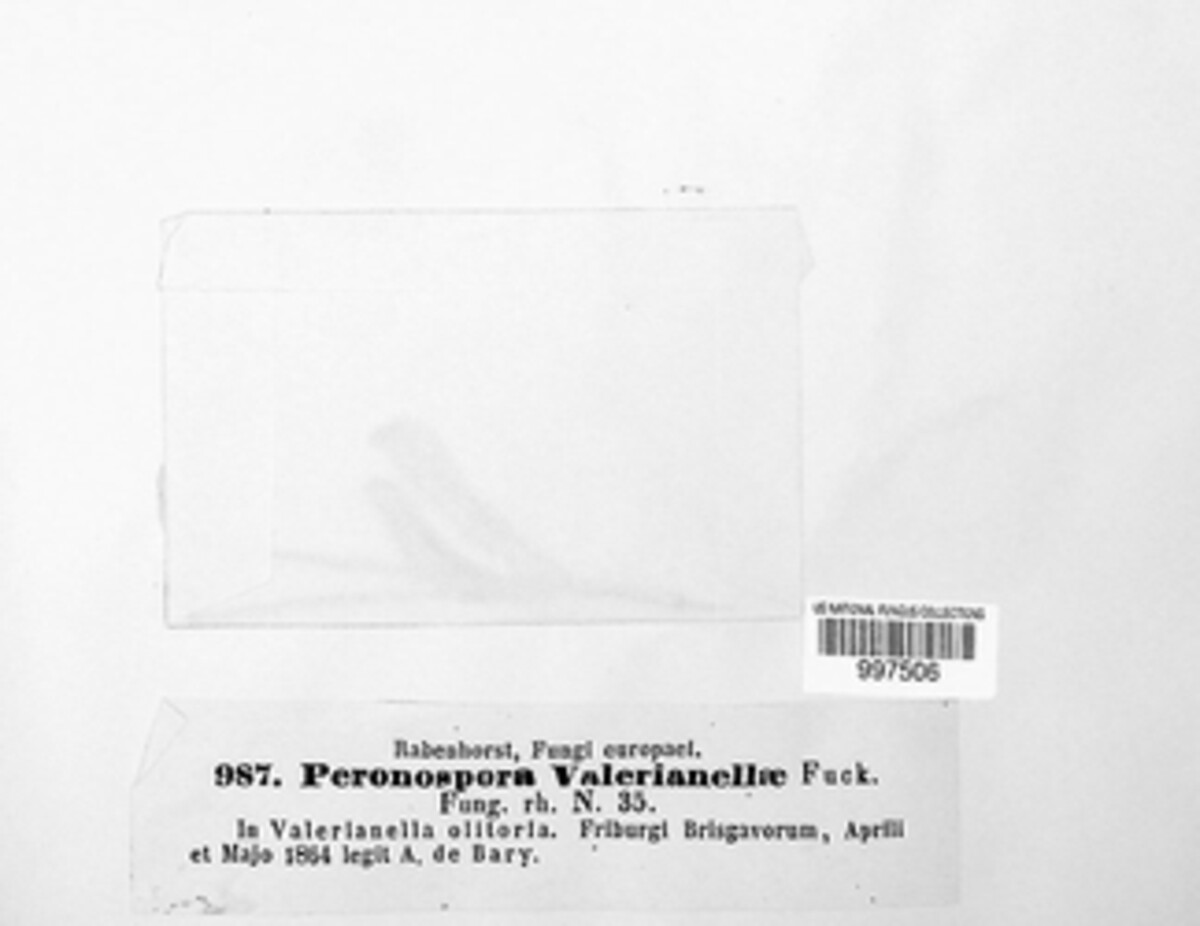 US NATIONAL FUNGUS COLLECTIONS
997506
Rabenhorst, Fungi europaei.
987. Peronospora Valerianellæ Fuck.
Fung. rh. N. 35.
In Valerianella olitoria. Friburgi Brisgavorum, Aprili
et Majo 1864 legit A. de Bary.